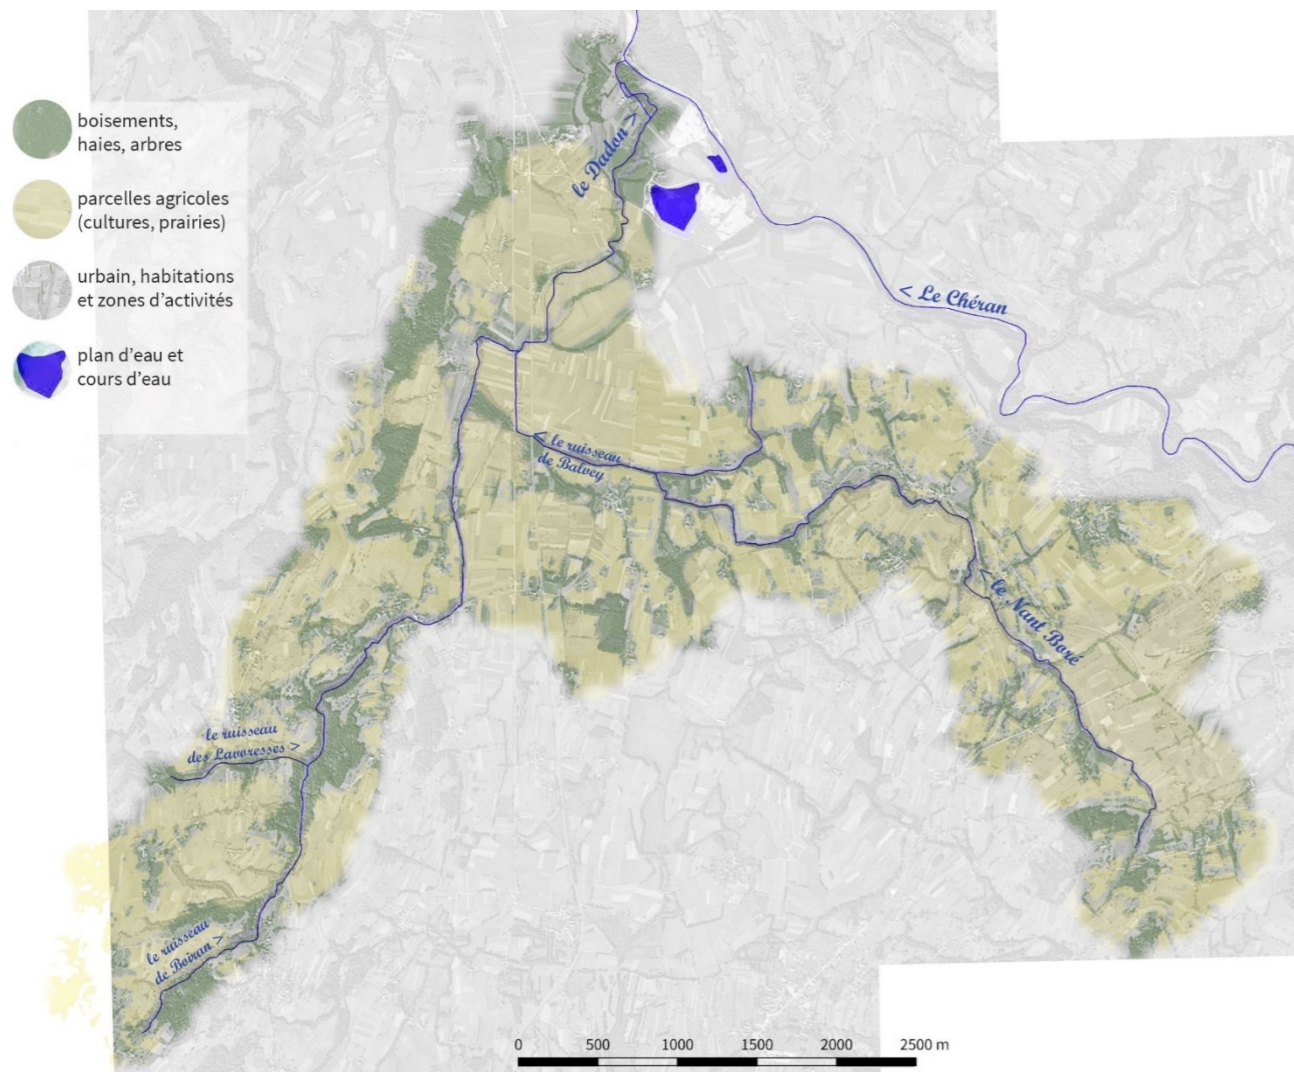 boisements,
haies, arbres
parcelles agricoles
(cultures, prairies)
urbain, habitations
et zones d'activités
plan d'eau et
cours d'eau
le Dadon >
< Le Chéran
< le ruisseau
de Balvey
< le Nant Boré
le ruisseau
des Lavoresses >
le ruisseau
de Boiran >
0 500 1000 1500 2000 2500 m